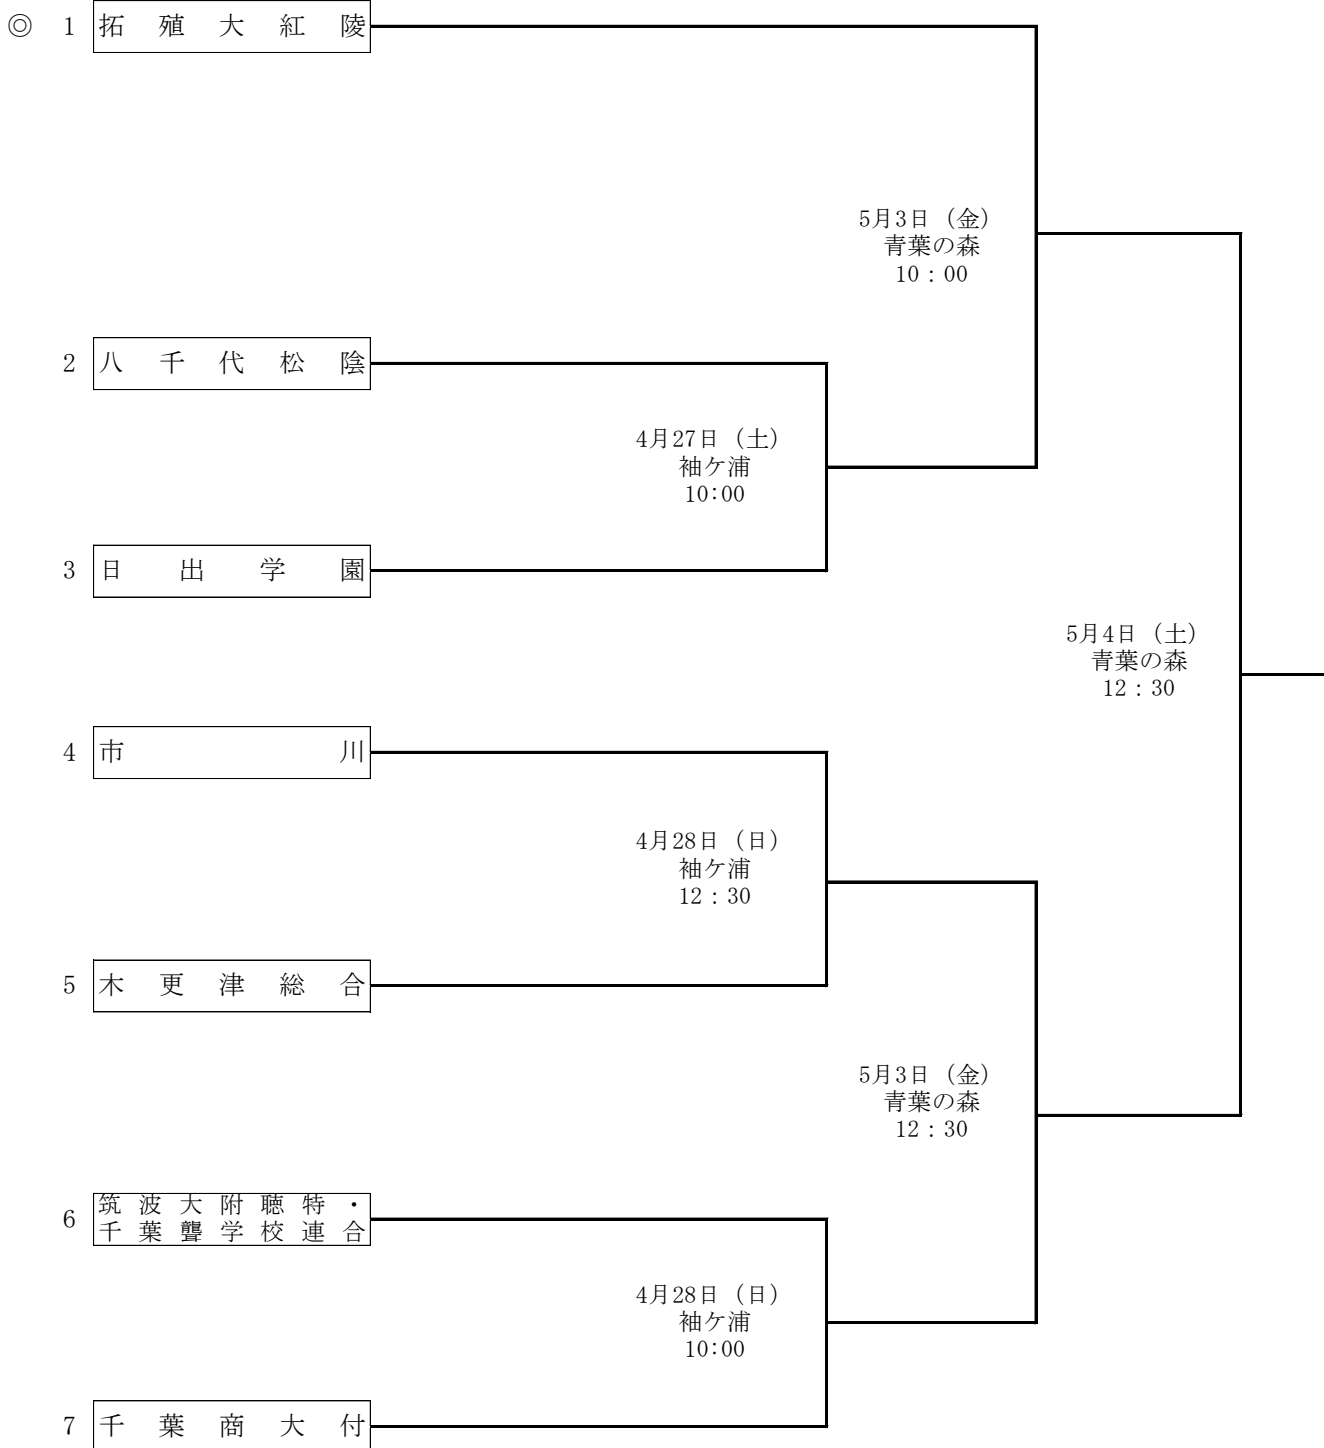 ◎ 1 拓殖大紅陵
5月3日（金）
青葉の森
10：00
2 八千代松陰
4月27日（土）
袖ケ浦
10:00
3 日出学園
5月4日（土）
青葉の森
12：30
4 市川
4月28日（日）
袖ケ浦
12：30
5 木更津総合
5月3日（金）
青葉の森
12：30
6 筑波大附聴特・
千葉聾学校連合
4月28日（日）
袖ケ浦
10:00
7 千葉商大付